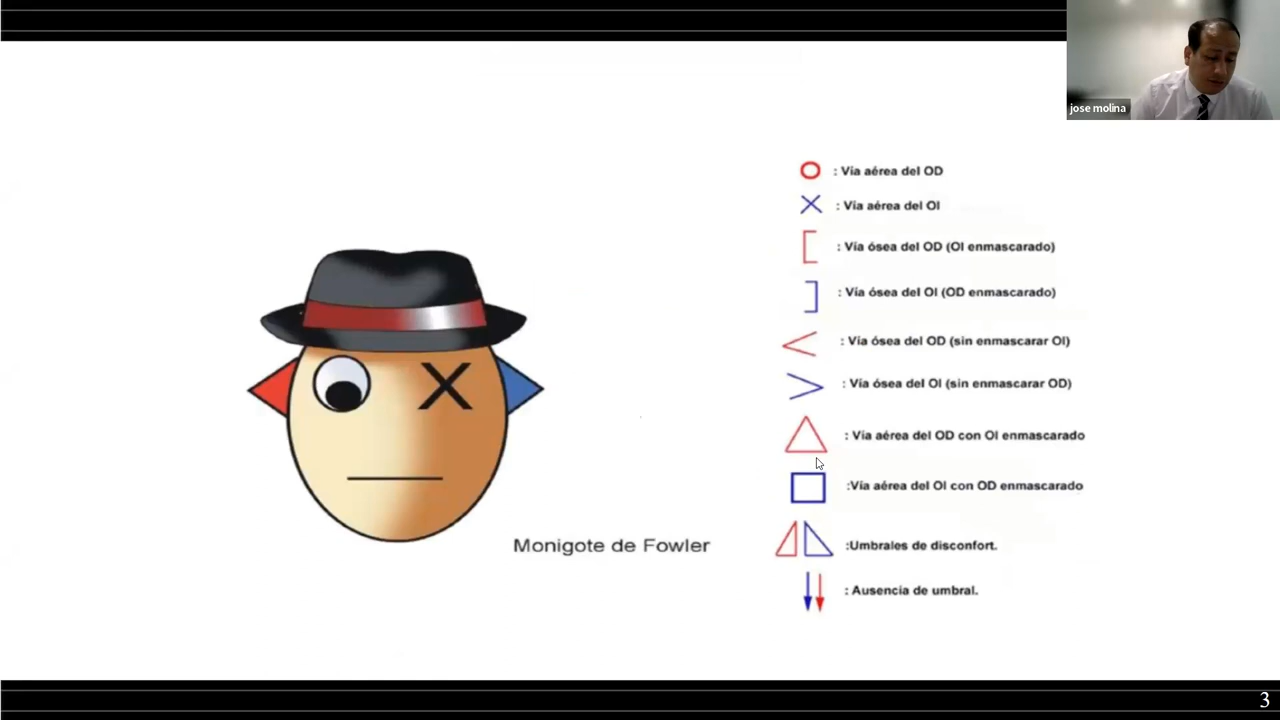 jose molina
: Vía aérea del OD
: Vía aérea del OI
: Vía ósea del OD (OI enmascarado)
: Vía ósea del OI (OD enmascarado)
: Vía ósea del OD (sin enmascarar OI)
: Vía ósea del OI (sin enmascarar OD)
: Vía aérea del OD con OI enmascarado
:Vía aérea del OI con OD enmascarado
Monigote de Fowler
:Umbrales de disconfort.
: Ausencia de umbral.
3